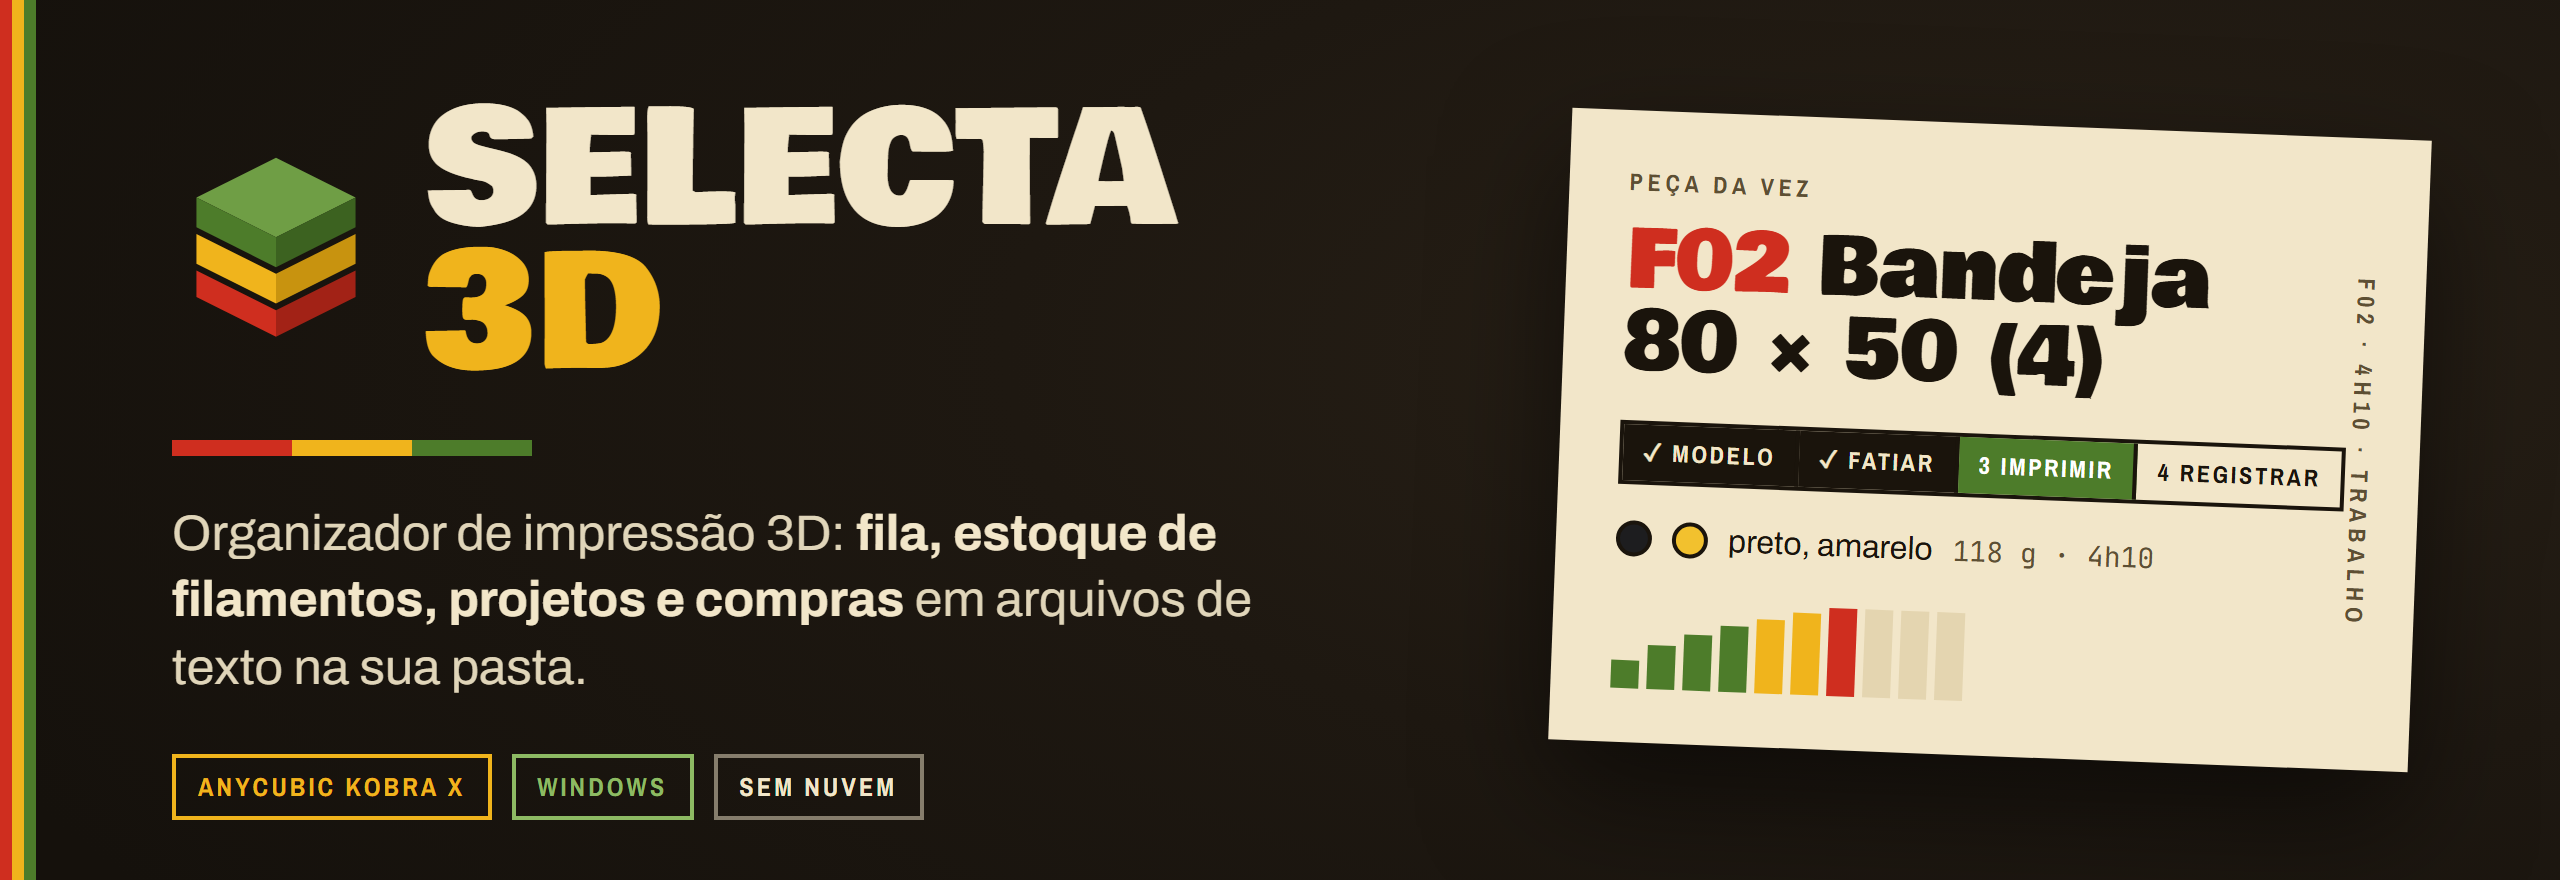 SELECTA
3D
Organizador de impressão 3D: fila, estoque de
filamentos, projetos e compras em arquivos de
texto na sua pasta.
ANYCUBIC KOBRA X
WINDOWS
SEM NUVEM
PEÇA DA VEZ
F02 Bandeja
80 × 50 (4)
✓ MODELO
✓ FATIAR
3 IMPRIMIR
4 REGISTRAR
preto, amarelo 118 g · 4h10
F02 · 4H10 · TRABALHO